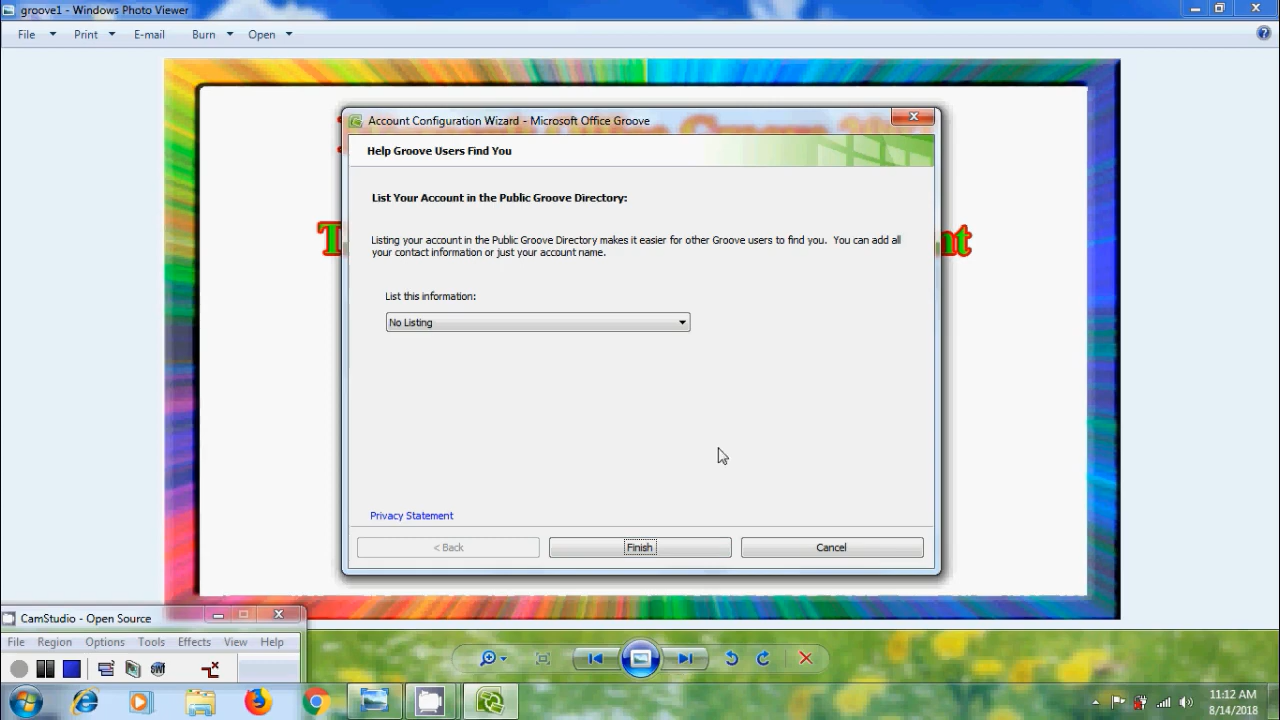 groove1 - Windows Photo Viewer
File Print E-mail Burn Open
Account Configuration Wizard - Microsoft Office Groove
Help Groove Users Find You
List Your Account in the Public Groove Directory:
Listing your account in the Public Groove Directory makes it easier for other Groove users to find you. You can add all
your contact information or just your account name.
List this information:
No Listing
Privacy Statement
< Back Finish Cancel
CamStudio - Open Source
File Region Options Tools Effects View Help
11:12 AM
8/14/2018